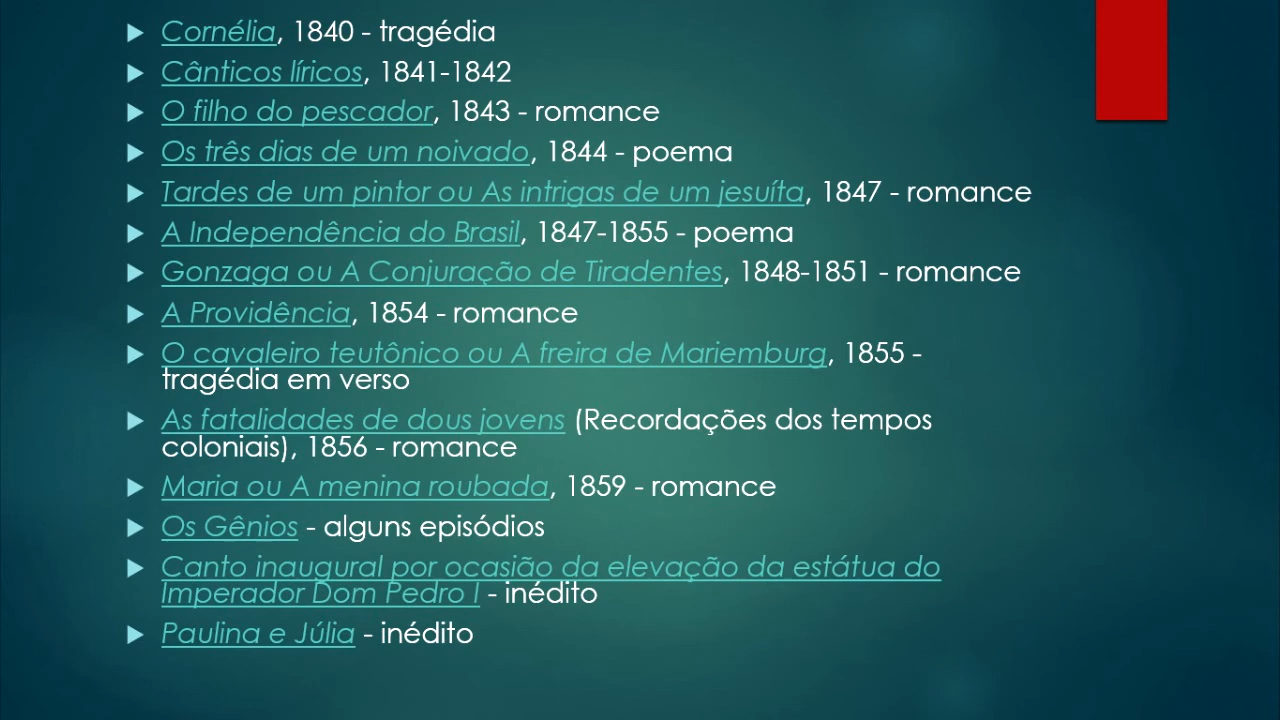 Cornélia, 1840 - tragédia
Cânticos líricos, 1841-1842
O filho do pescador, 1843 - romance
Os três dias de um noivado, 1844 - poema
Tardes de um pintor ou As intrigas de um jesuíta, 1847 - romance
A Independência do Brasil, 1847-1855 - poema
Gonzaga ou A Conjuração de Tiradentes, 1848-1851 - romance
A Providência, 1854 - romance
O cavaleiro teutônico ou A freira de Mariemburg, 1855 -
tragédia em verso
As fatalidades de dous jovens (Recordações dos tempos
coloniais), 1856 - romance
Maria ou A menina roubada, 1859 - romance
Os Gênios - alguns episódios
Canto inaugural por ocasião da elevação da estátua do
Imperador Dom Pedro I - inédito
Paulina e Júlia - inédito